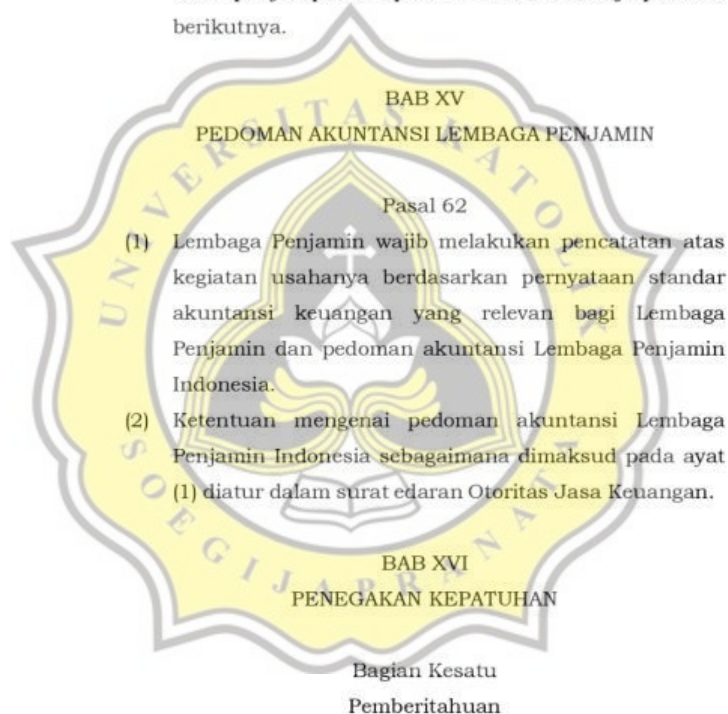 berikutnya.
BAB XV
PEDOMAN AKUNTANSI LEMBAGA PENJAMIN
Pasal 62
(1) Lembaga Penjamin wajib melakukan pencatatan atas
kegiatan usahanya berdasarkan pernyataan standar
akuntansi keuangan yang relevan bagi Lembaga
Penjamin dan pedoman akuntansi Lembaga Penjamin
Indonesia.
(2) Ketentuan mengenai pedoman akuntansi Lembaga
Penjamin Indonesia sebagaimana dimaksud pada ayat
(1) diatur dalam surat edaran Otoritas Jasa Keuangan.
BAB XVI
PENEGAKAN KEPATUHAN
Bagian Kesatu
Pemberitahuan
UNIVERSITAS KATOLIK
SOEGIJAPRANATA